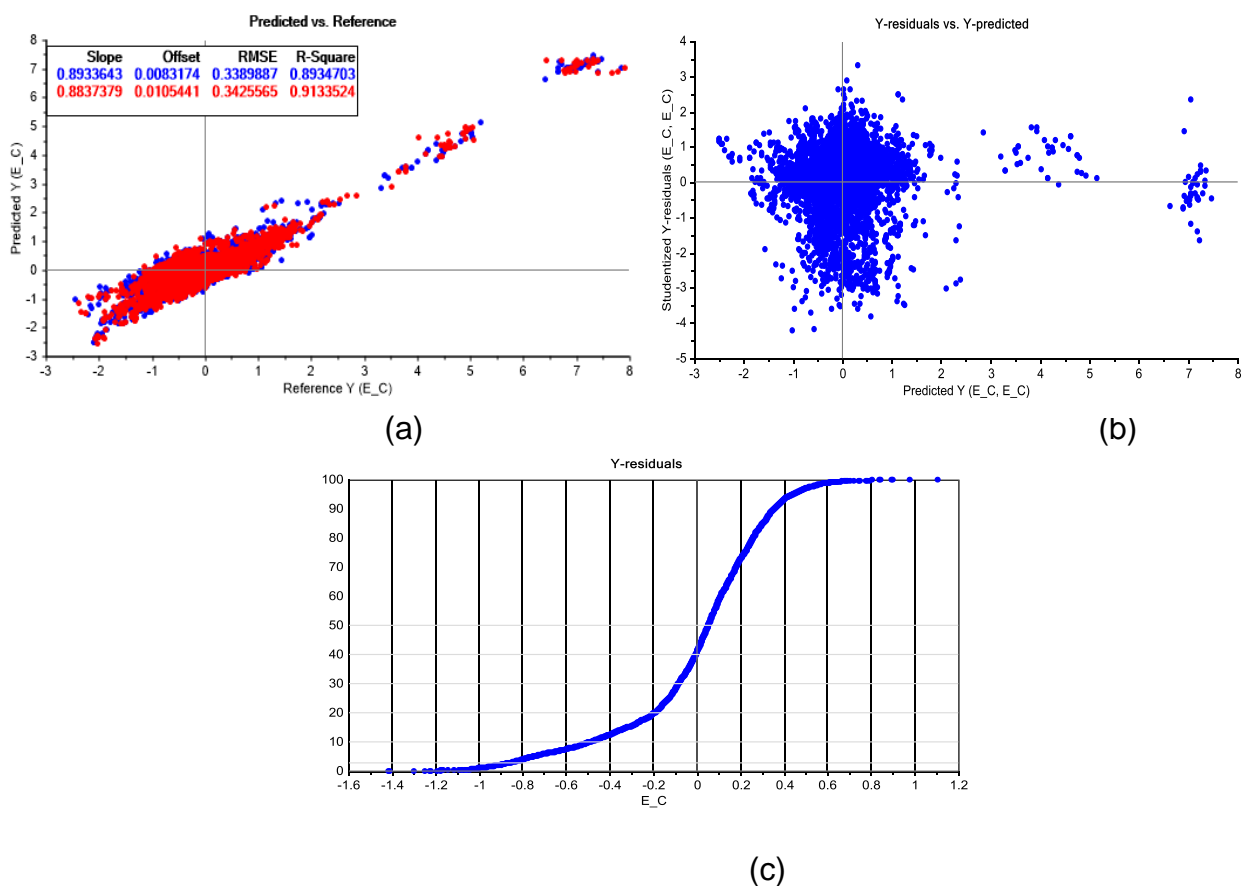 Predicted vs. Reference
8
7
6
5
4
3
2
1
0
-1
-2
-3
Predicted Y (E_C)
Slope Offset RMSE R-Square
0.8933643 0.0083174 0.3389887 0.8934703
0.8837379 0.0105441 0.3425565 0.9133524
-3 -2 -1 0 1 2 3 4 5 6 7 8
Reference Y (E_C)
(a)
Y-residuals vs. Y-predicted
4
3
2
1
0
-1
-2
-3
-4
-5
Studentized Y-residuals (E_C, E_C)
-3 -2 -1 0 1 2 3 4 5 6 7 8
Predicted Y (E_C, E_C)
(b)
Y-residuals
100
90
80
70
60
50
40
30
20
10
0
-1.6 -1.4 -1.2 -1 -0.8 -0.6 -0.4 -0.2 0 0.2 0.4 0.6 0.8 1 1.2
E_C
(c)